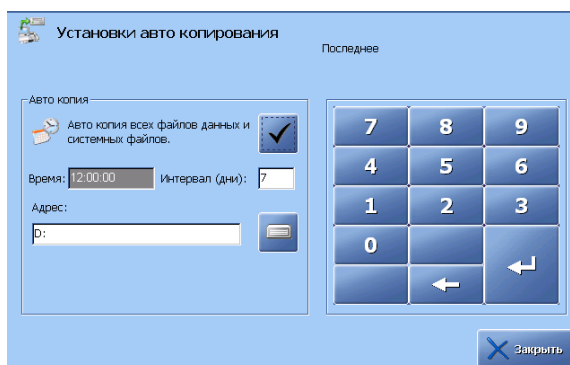 Установки авто копирования
Последнее
Авто копия
Авто копия всех файлов данных и
системных файлов.
Время: 12:00:00 Интервал (дни): 7
Адрес:
D:
7 8 9
4 5 6
1 2 3
0
Закрыть